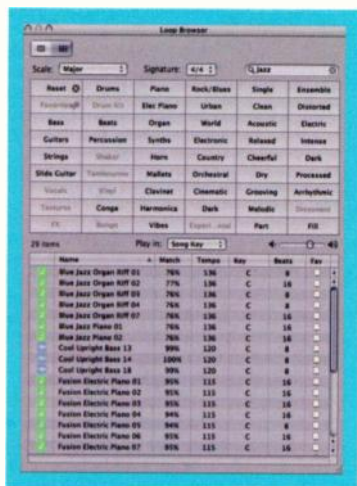 Loop Browser
Scale: Major Signature: 4/4 Jazz
Reset Drums Piano Rock/Blues Single Ensemble
Favorites Drum Kit Elec Piano Urban Clean Distorted
Bass Beats Organ World Acoustic Electric
Guitars Percussion Synths Electronic Relaxed Intense
Strings Shaker Horn Country Cheerful Dark
Slide Guitar Tambourine Mallets Orchestral Dry Processed
Vocals Vinyl Clavinet Cinematic Grooving Arrhythmic
Textures Conga Harmonica Dark Melodic Dissonant
FX Bongo Vibes Part Fill
29 items Play in: Song Key
Name Match Tempo Key Beats Fav
Blue Jazz Organ Riff 01 76% 136 C 8
Blue Jazz Organ Riff 02 77% 136 C 16
Blue Jazz Organ Riff 03 76% 136 C 8
Blue Jazz Organ Riff 04 76% 136 C 8
Blue Jazz Organ Riff 07 76% 136 C 16
Blue Jazz Piano 01 76% 136 C 16
Blue Jazz Piano 02 76% 136 C 16
Cool Upright Bass 13 99% 120 C 8
Cool Upright Bass 14 100% 120 C 8
Cool Upright Bass 18 99% 120 C 8
Fusion Electric Piano 01 95% 115 C 16
Fusion Electric Piano 02 95% 115 C 16
Fusion Electric Piano 03 95% 115 C 16
Fusion Electric Piano 04 94% 115 C 16
Fusion Electric Piano 05 94% 115 C 8
Fusion Electric Piano 06 95% 115 C 16
Fusion Electric Piano 07 95% 115 C 16